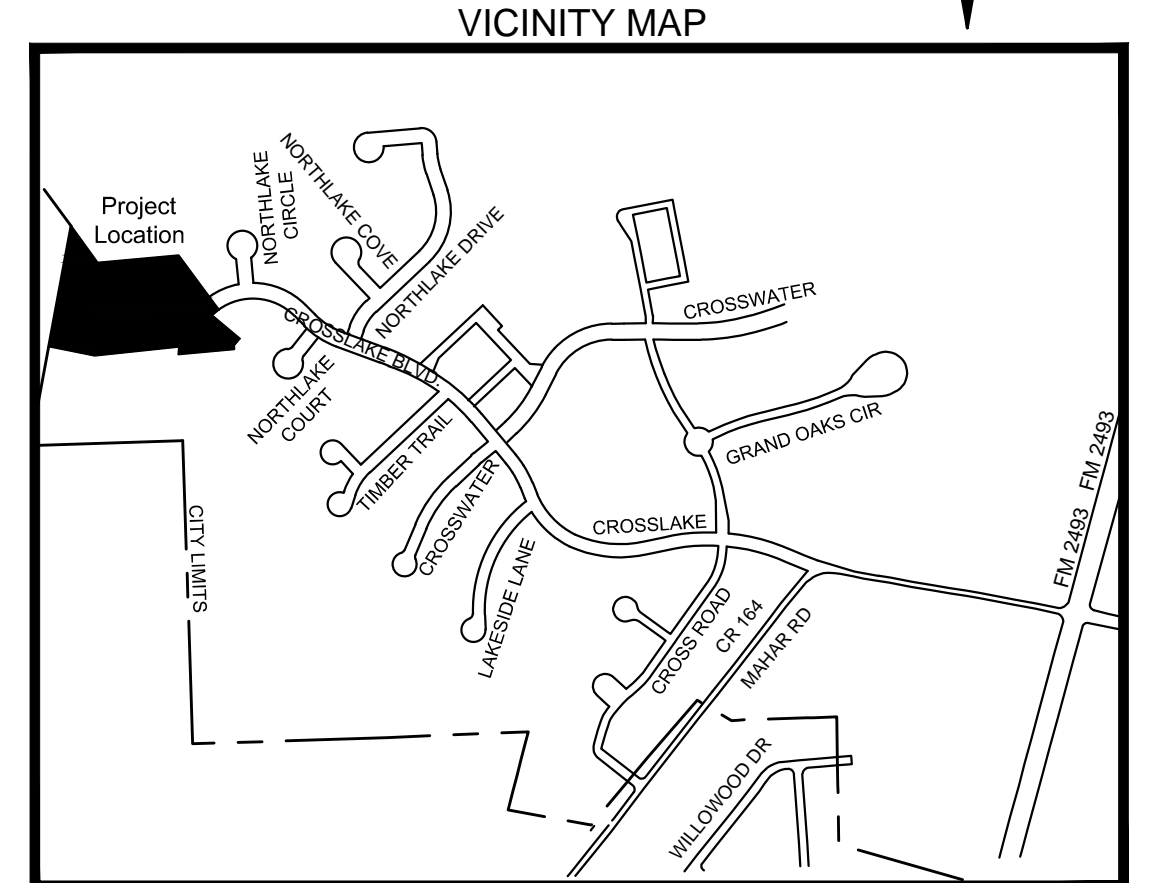 VICINITY MAP
Project
Location
NORTHLAKE
CIRCLE
NORTHLAKE COVE
NORTHLAKE DRIVE
CROSSWATER
CROSSLAKE BLVD.
NORTHLAKE
COURT
TIMBER TRAIL
GRAND OAKS CIR
FM 2493
FM 2493
CROSSWATER
CROSSLAKE
CITY LIMITS
LAKESIDE LANE
CROSS ROAD
CR 164
MAHAR RD
WILLOWOOD DR